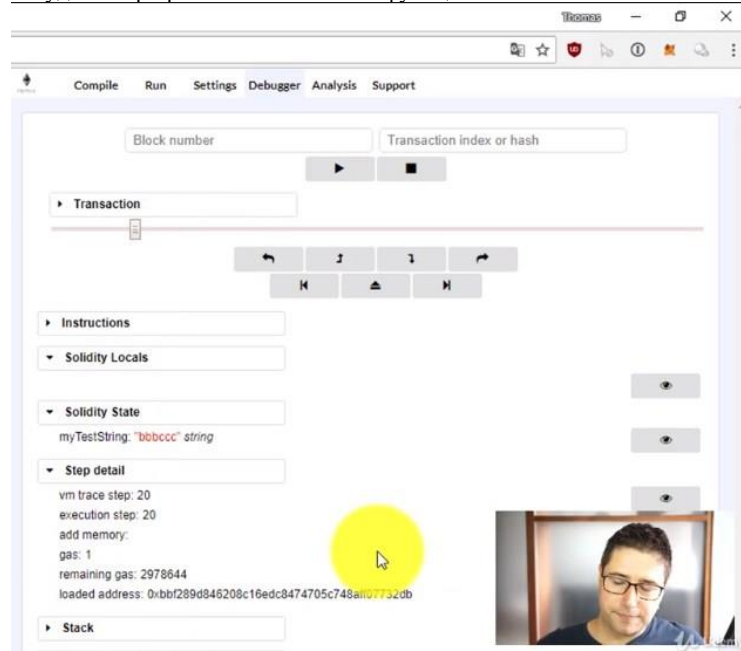 Thomas
Compile Run Settings Debugger Analysis Support
Block number Transaction index or hash
Transaction
Instructions
Solidity Locals
Solidity State
myTestString: "bbbccc" string
Step detail
vm trace step: 20
execution step: 20
add memory:
gas: 1
remaining gas: 2978644
loaded address:
Stack